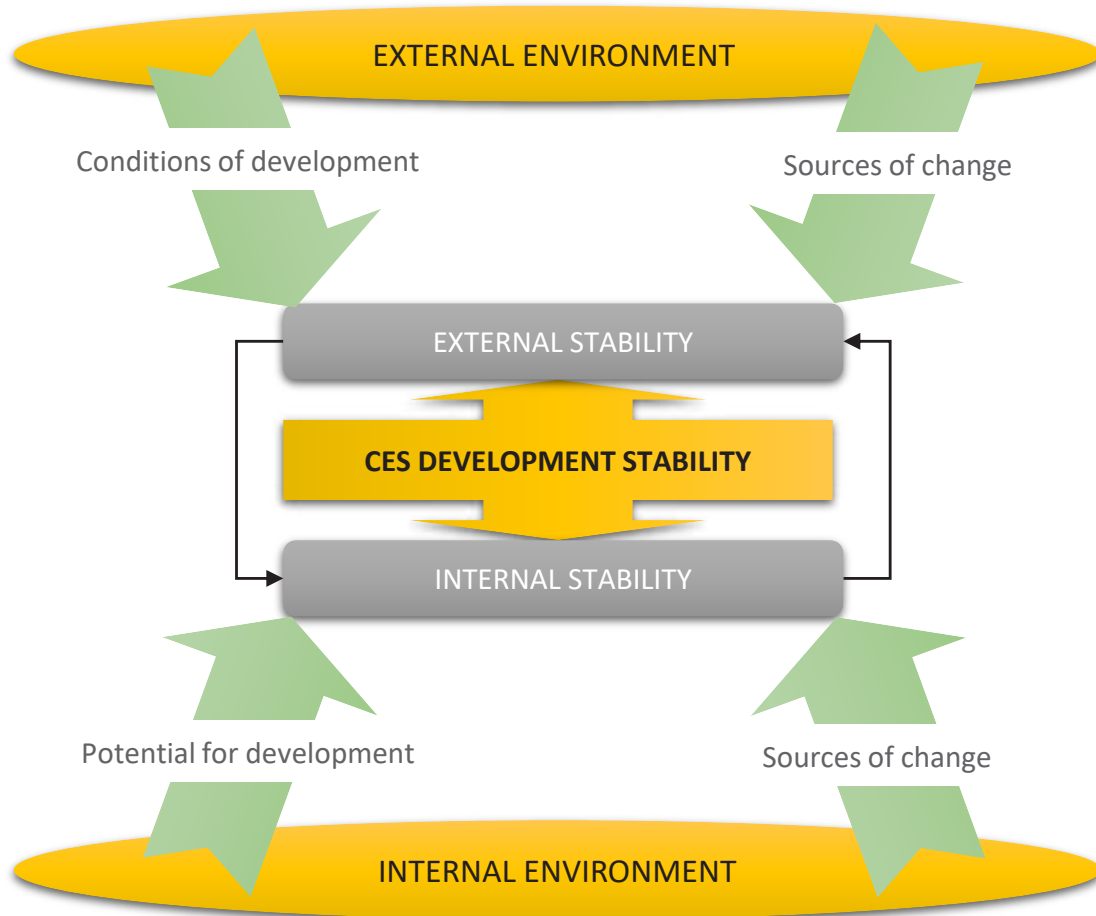 EXTERNAL ENVIRONMENT
Conditions of development
Sources of change
EXTERNAL STABILITY
CES DEVELOPMENT STABILITY
INTERNAL STABILITY
Potential for development
Sources of change
INTERNAL ENVIRONMENT